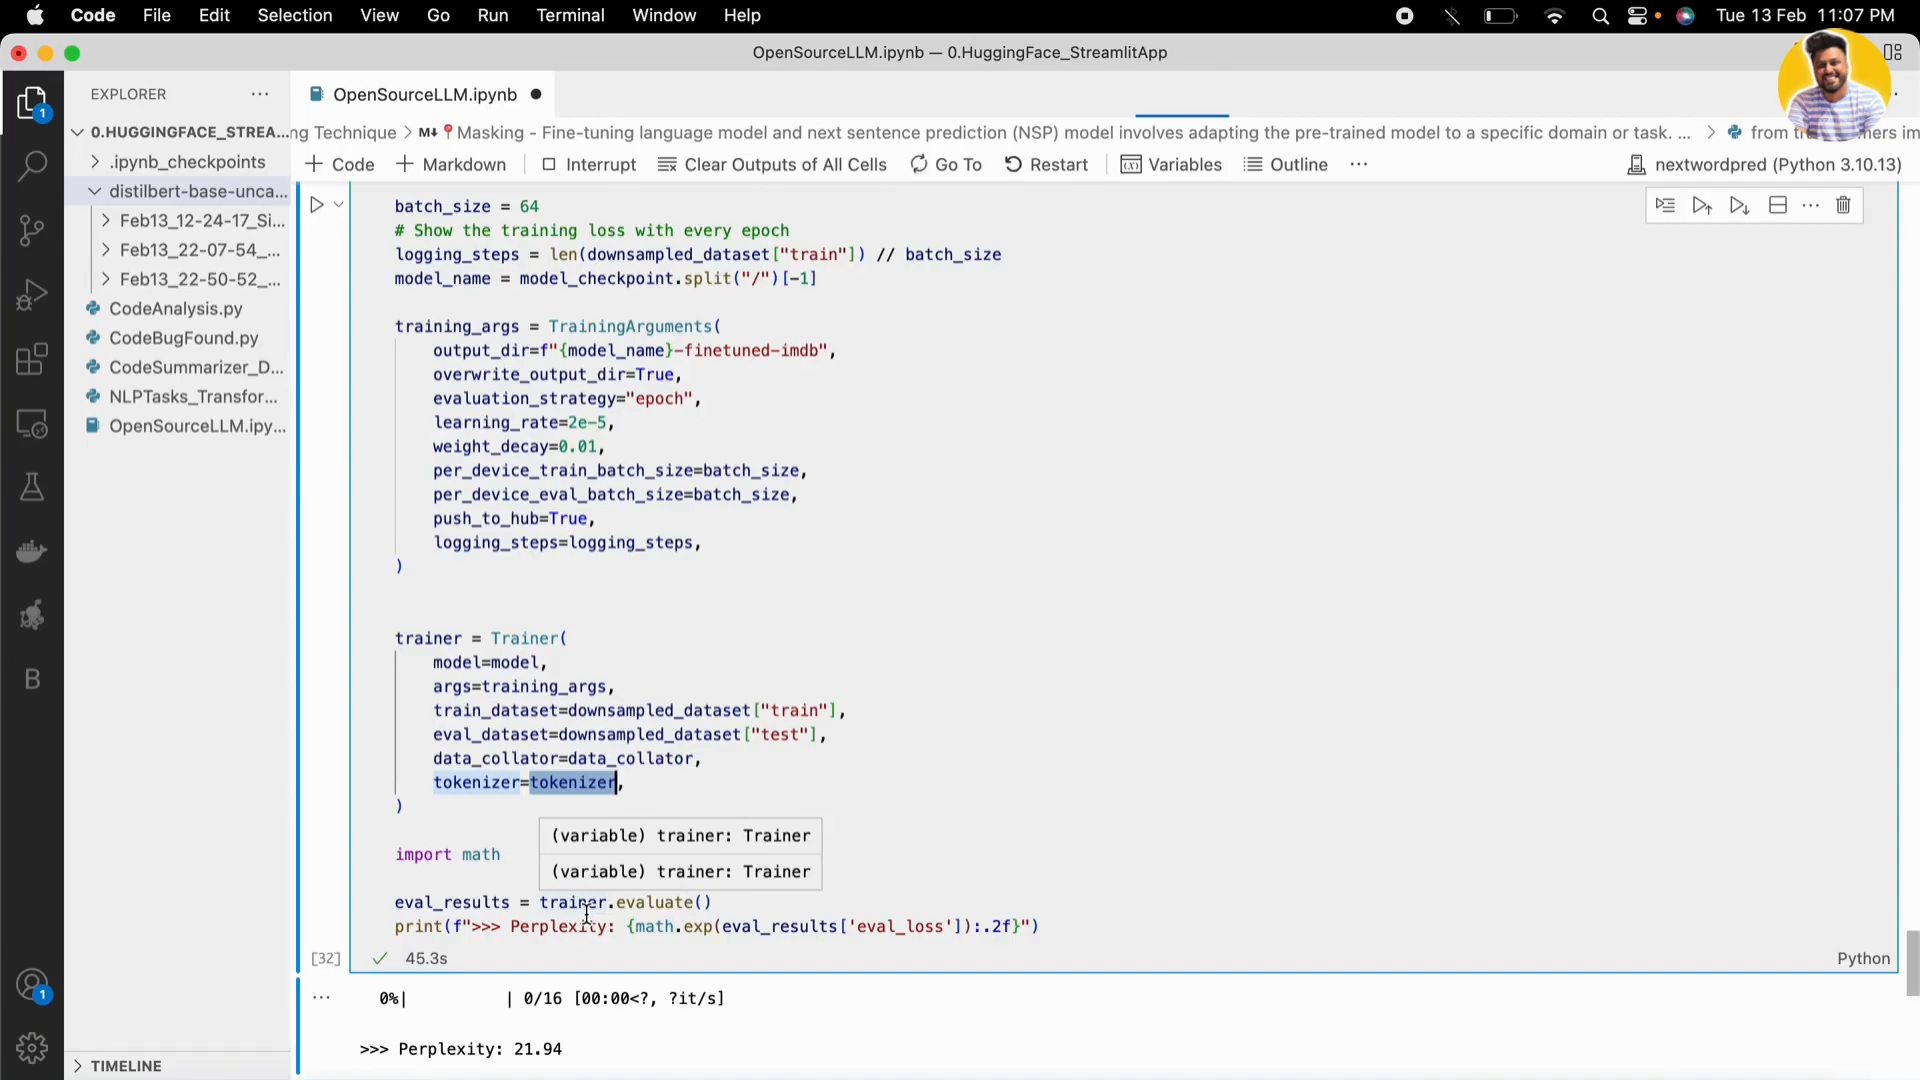 Code File Edit Selection View Go Run Terminal Window Help Tue 13 Feb 11:07 PM
OpenSourceLLM.ipynb — 0.HuggingFace_StreamlitApp
EXPLORER ···
OpenSourceLLM.ipynb
0.HUGGINGFACE_STREA...
ng Technique > M↓ 📍Masking - Fine-tuning language model and next sentence prediction (NSP) model involves adapting the pre-trained model to a specific domain or task. ... > from
.ipynb_checkpoints
+ Code + Markdown Interrupt Clear Outputs of All Cells Go To Restart Variables Outline ··· nextwordpred (Python 3.10.13)
distilbert-base-unca...
Feb13_12-24-17_Si...
Feb13_22-07-54_...
Feb13_22-50-52_...
CodeAnalysis.py
CodeBugFound.py
CodeSummarizer_D...
NLPTasks_Transfor...
OpenSourceLLM.ipy...
1
B
1
TIMELINE
batch_size = 64
# Show the training loss with every epoch
logging_steps = len(downsampled_dataset["train"]) // batch_size
model_name = model_checkpoint.split("/")[-1]
training_args = TrainingArguments(
output_dir=f"{model_name}-finetuned-imdb",
overwrite_output_dir=True,
evaluation_strategy="epoch",
learning_rate=2e-5,
weight_decay=0.01,
per_device_train_batch_size=batch_size,
per_device_eval_batch_size=batch_size,
push_to_hub=True,
logging_steps=logging_steps,
)
trainer = Trainer(
model=model,
args=training_args,
train_dataset=downsampled_dataset["train"],
eval_dataset=downsampled_dataset["test"],
data_collator=data_collator,
tokenizer=tokenizer,
)
(variable) trainer: Trainer
import math
(variable) trainer: Trainer
eval_results = trainer.evaluate()
print(f">>> Perplexity: {math.exp(eval_results['eval_loss']):.2f}")
[32] ✓ 45.3s Python
··· 0%| | 0/16 [00:00<?, ?it/s]
>>> Perplexity: 21.94